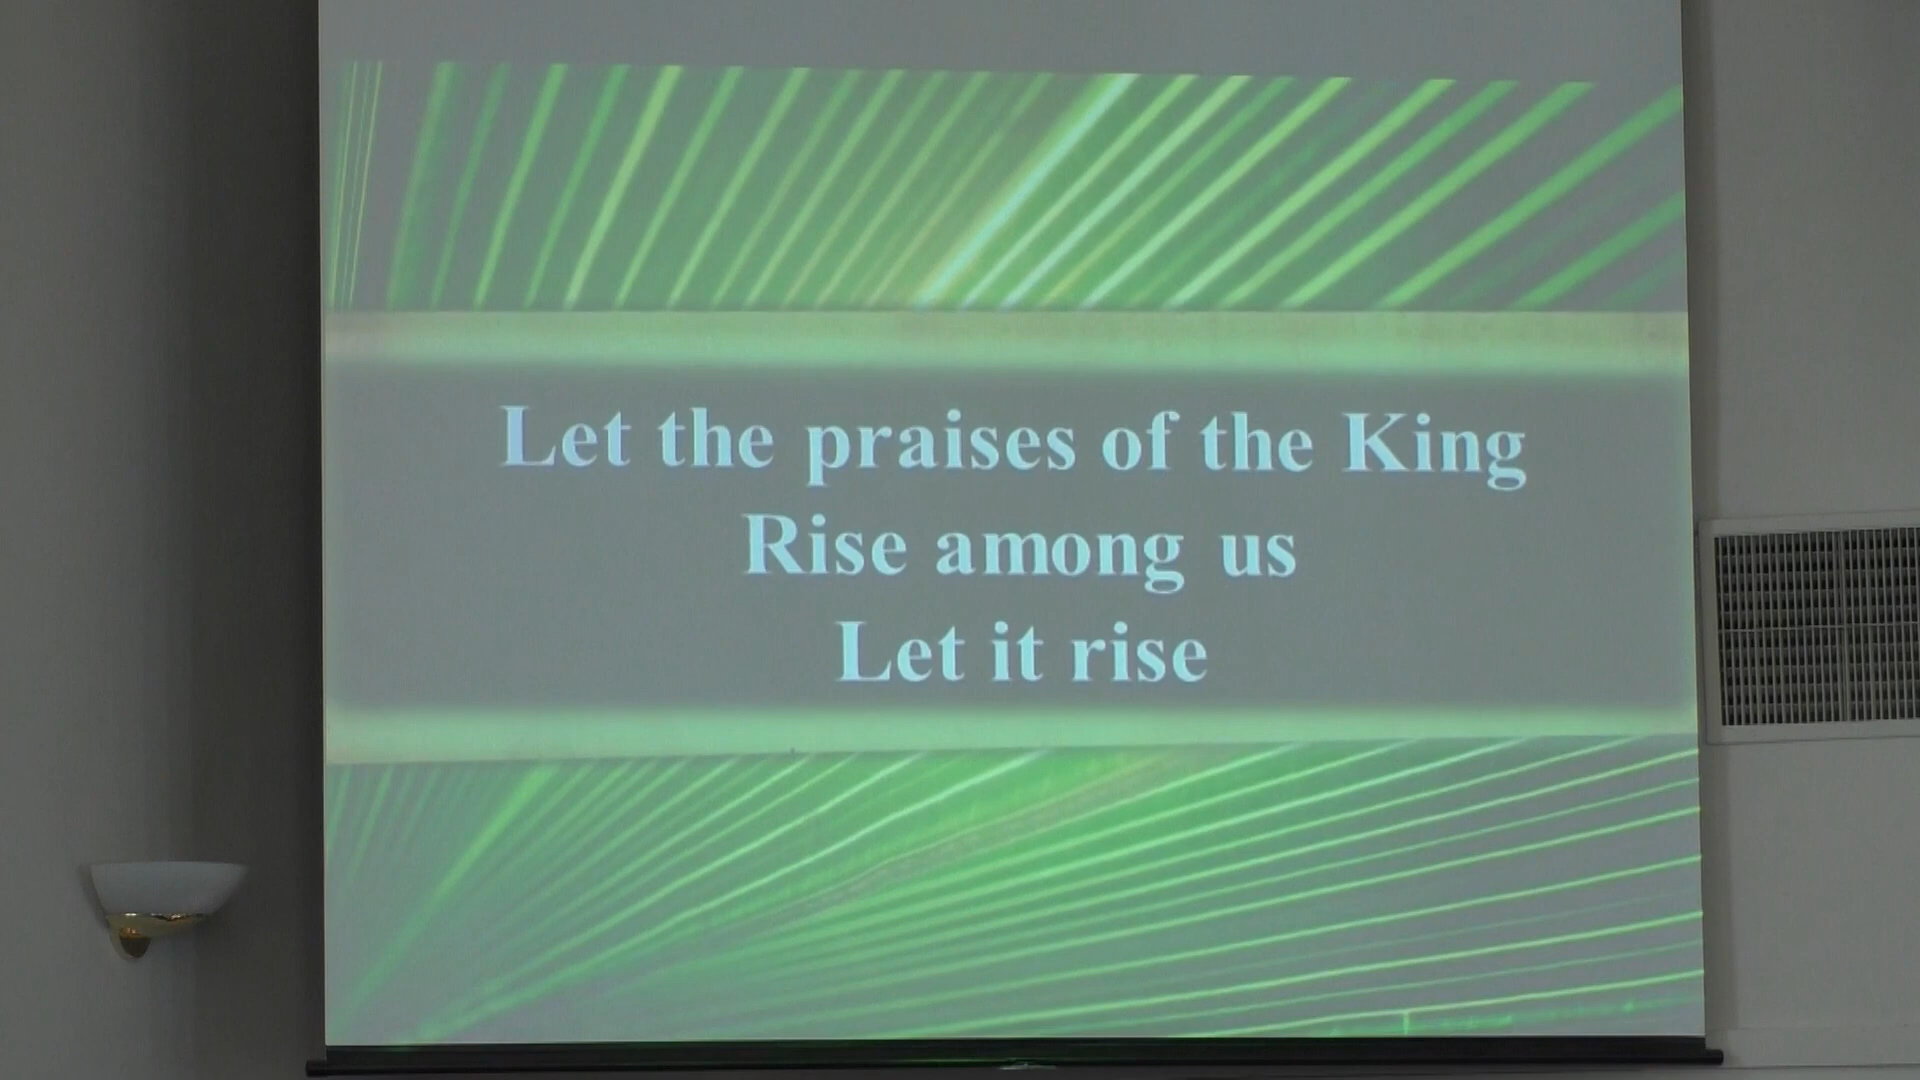 Let the praises of the King
Rise among us
Let it rise